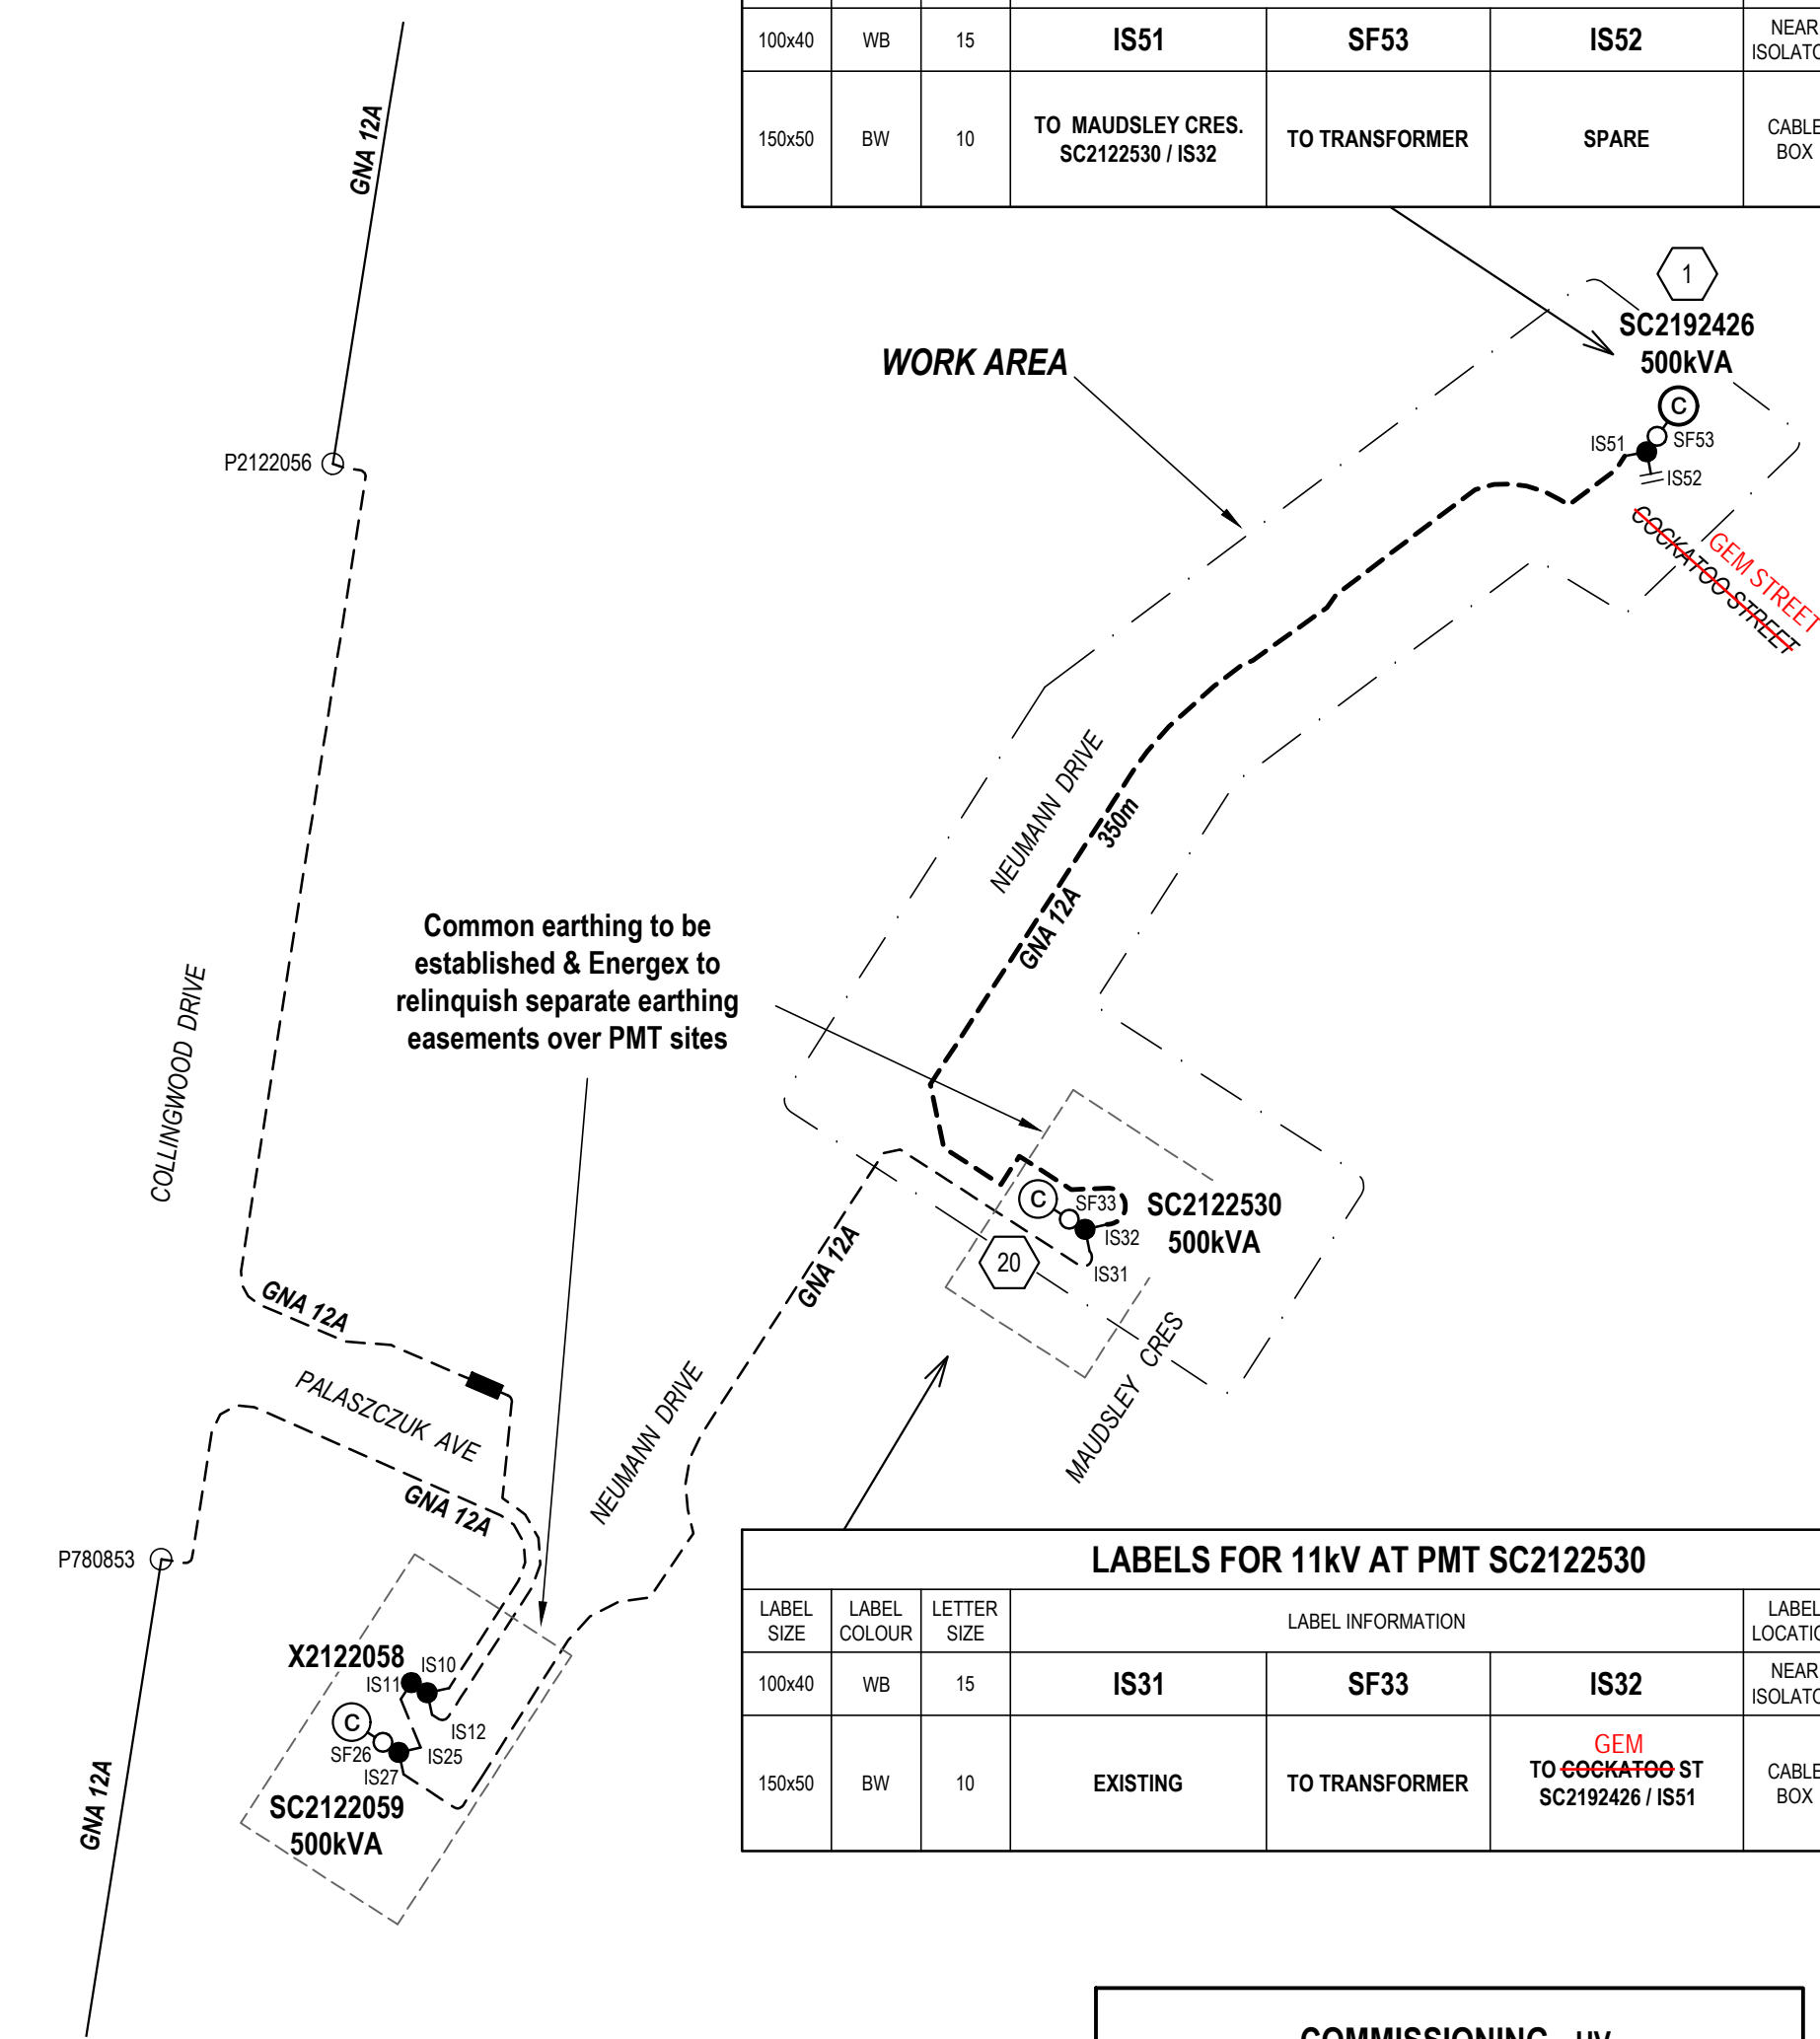 100x40 WB 15 IS51 SF53 IS52 NEAR
150x50 BW 10 TO MAUDSLEY CRES.
SC2122530 / IS32 TO TRANSFORMER SPARE CABLE
BOX
GNA 12A
1
SC2192426
500kVA
C
IS51
SF53
IS52
WORK AREA
COCKATOO STREET
GEM STREET
P2122056
NEUMANN DRIVE
350m
GNA 12A
Common earthing to be
established & Energex to
relinquish separate earthing
easements over PMT sites
COLLINGWOOD DRIVE
C
SF33
SC2122530
500kVA
IS32
IS31
20
GNA 12A
GNA 12A
MAUDSLEY CRES
PALASZCZUK AVE
NEUMANN DRIVE
GNA 12A
P780853
X2122058
IS10
IS11
C
IS12
SF26
IS25
IS27
SC2122059
500kVA
GNA 12A
LABELS FOR 11kV AT PMT SC2122530
LABEL
SIZE
LABEL
COLOUR
LETTER
SIZE
LABEL INFORMATION
LABEL
100x40 WB 15 IS31 SF33 IS32 NEAR
GEM
150x50 BW 10 EXISTING TO TRANSFORMER TO COCKATOO ST
SC2192426 / IS51 CABLE
BOX
COMMISSIONING - HV